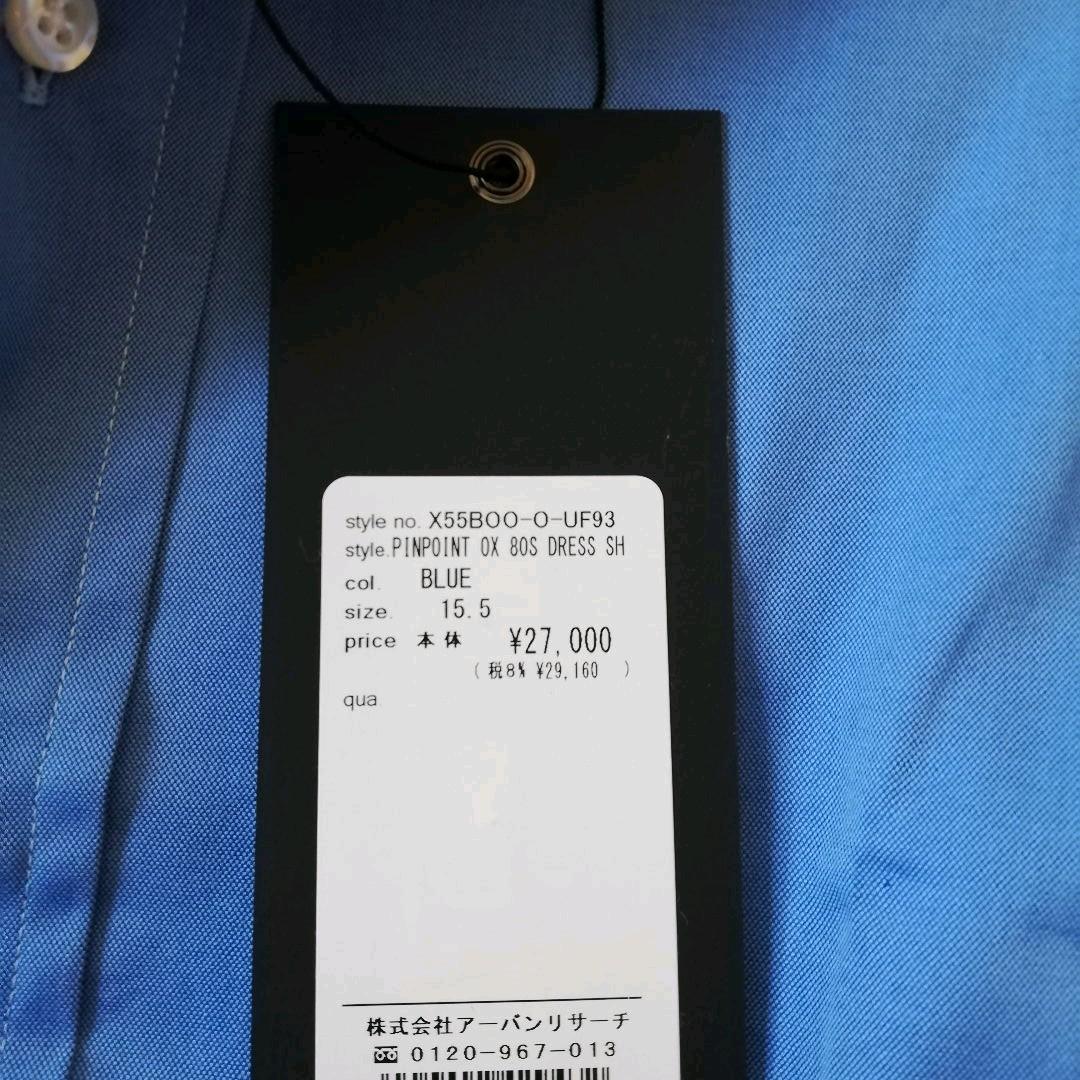 style no. X55BOO-O-UF93
style.PINPOINT OX 80S DRESS SH
col. BLUE
size. 15.5
price 本体 ¥27,000
(税8% ¥29,160 )
qua
株式会社アーバンリサーチ
0120-967-013